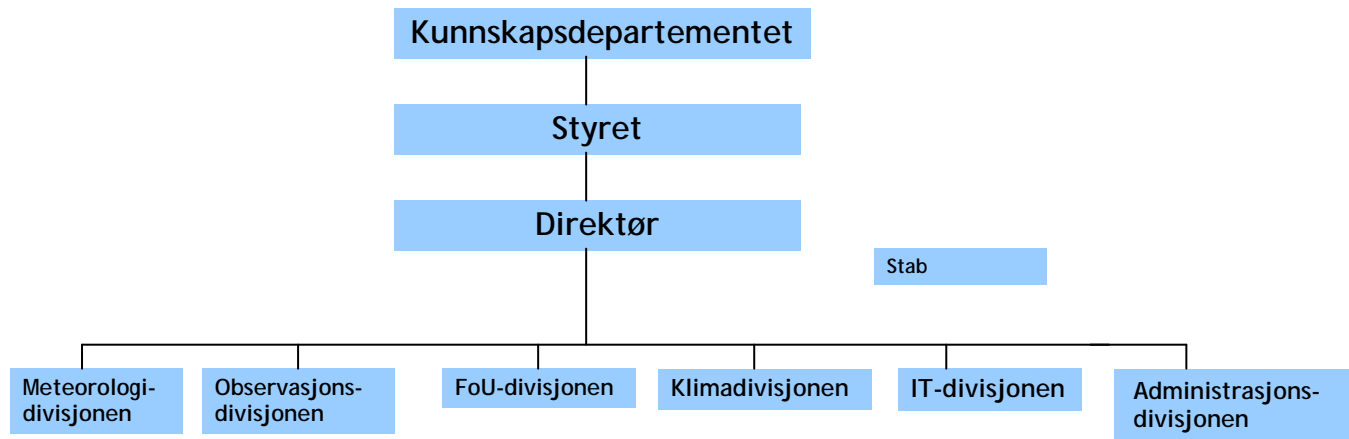 Kunnskapsdepartementet
Styret
Direktør
Stab
Meteorologi-
divisjonen
Observasjons-
divisjonen
FoU-divisjonen
Klimadivisjonen
IT-divisjonen
Administrasjons-
divisjonen